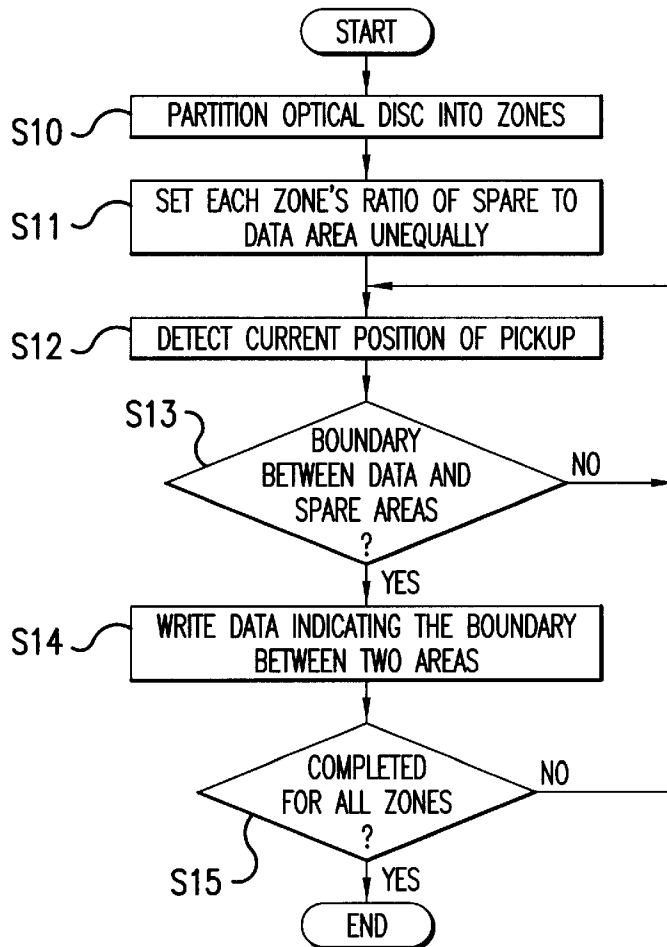 START
S10
PARTITION OPTICAL DISC INTO ZONES
S11
SET EACH ZONE'S RATIO OF SPARE TO
DATA AREA UNEQUALLY
S12
DETECT CURRENT POSITION OF PICKUP
S13
BOUNDARY
BETWEEN DATA AND
SPARE AREAS
?
NO
YES
S14
WRITE DATA INDICATING THE BOUNDARY
BETWEEN TWO AREAS
COMPLETED
FOR ALL ZONES
?
NO
S15
YES
END